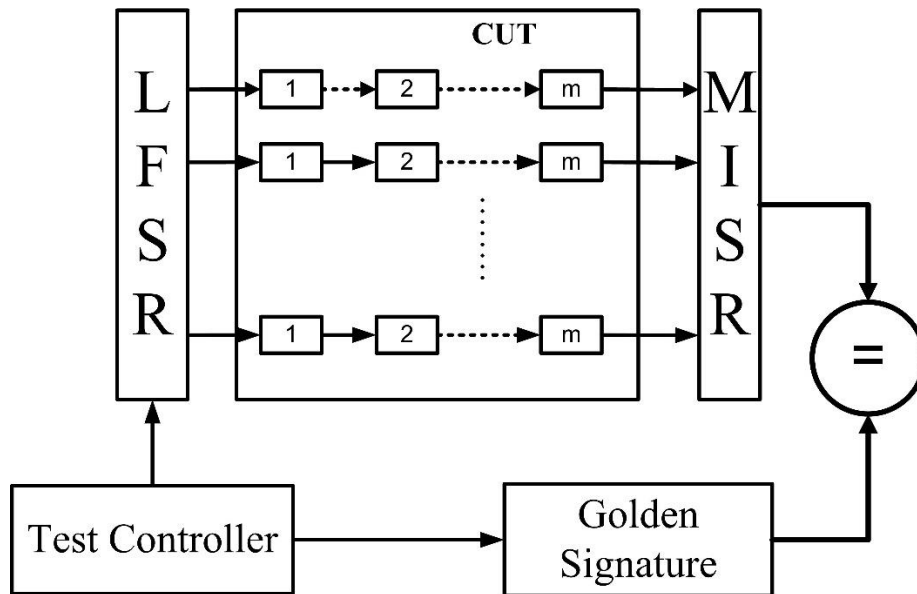 CUT
L
F
S
R
1 2 m
1 2 m
1 2 m
M
I
S
R
=
Test Controller
Golden
Signature